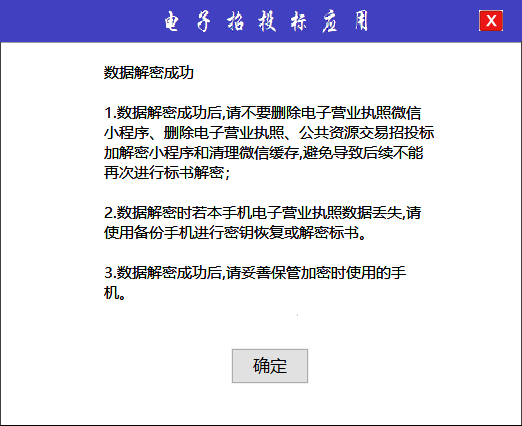 电子招投标应用
X
数据解密成功
1.数据解密成功后,请不要删除电子营业执照微信
小程序、删除电子营业执照、公共资源交易招投标
加解密小程序和清理微信缓存,避免导致后续不能
再次进行标书解密；
2.数据解密时若本手机电子营业执照数据丢失,请
使用备份手机进行密钥恢复或解密标书。
3.数据解密成功后,请妥善保管加密时使用的手
机。
确定